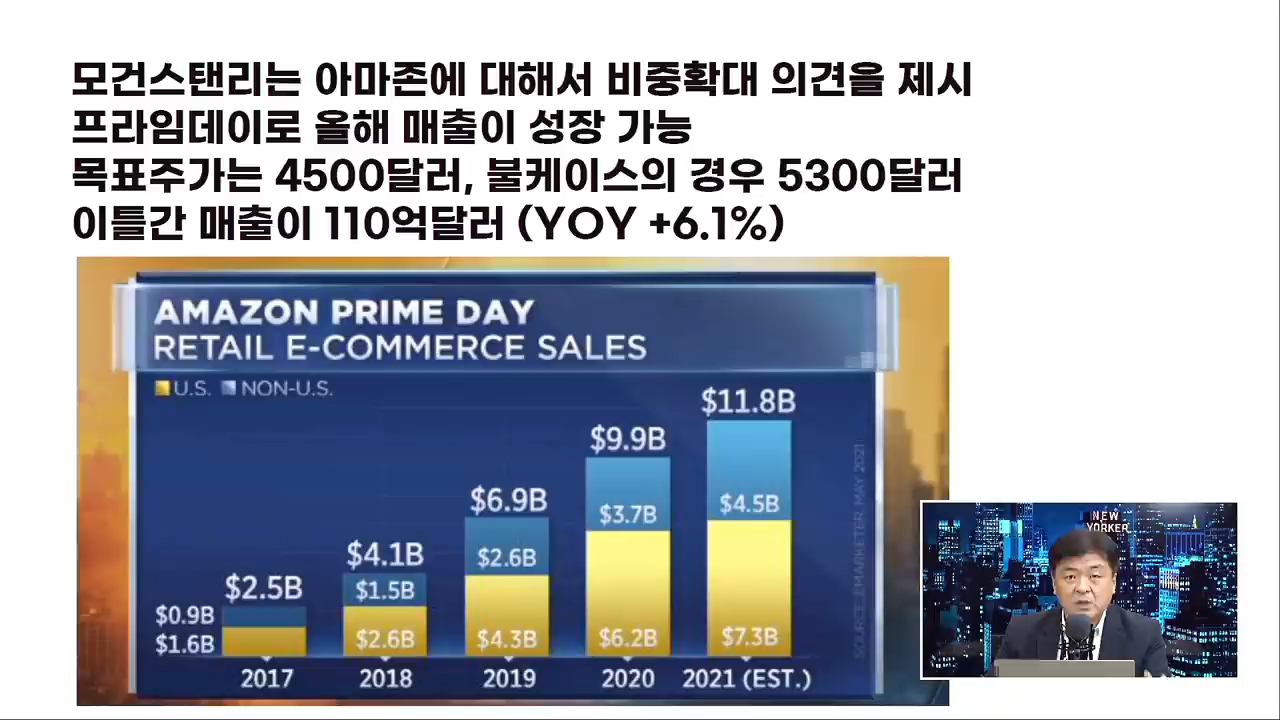 모건스탠리는 아마존에 대해서 비중확대 의견을 제시
프라임데이로 올해 매출이 성장 가능
목표주가는 4500달러, 불케이스의 경우 5300달러
이틀간 매출이 110억달러 (YOY +6.1%)
AMAZON PRIME DAY
RETAIL E-COMMERCE SALES
U.S. NON-U.S.
$11.8B
$9.9B
$6.9B
$4.1B
$2.5B
$4.5B
$3.7B
$2.6B
$1.5B
$0.9B
$1.6B
$2.6B
$4.3B
$6.2B
$7.3B
2017 2018 2019 2020 2021 (EST.)
SOURCE: EMARKETER, MAY 2021
NEW
YORKER